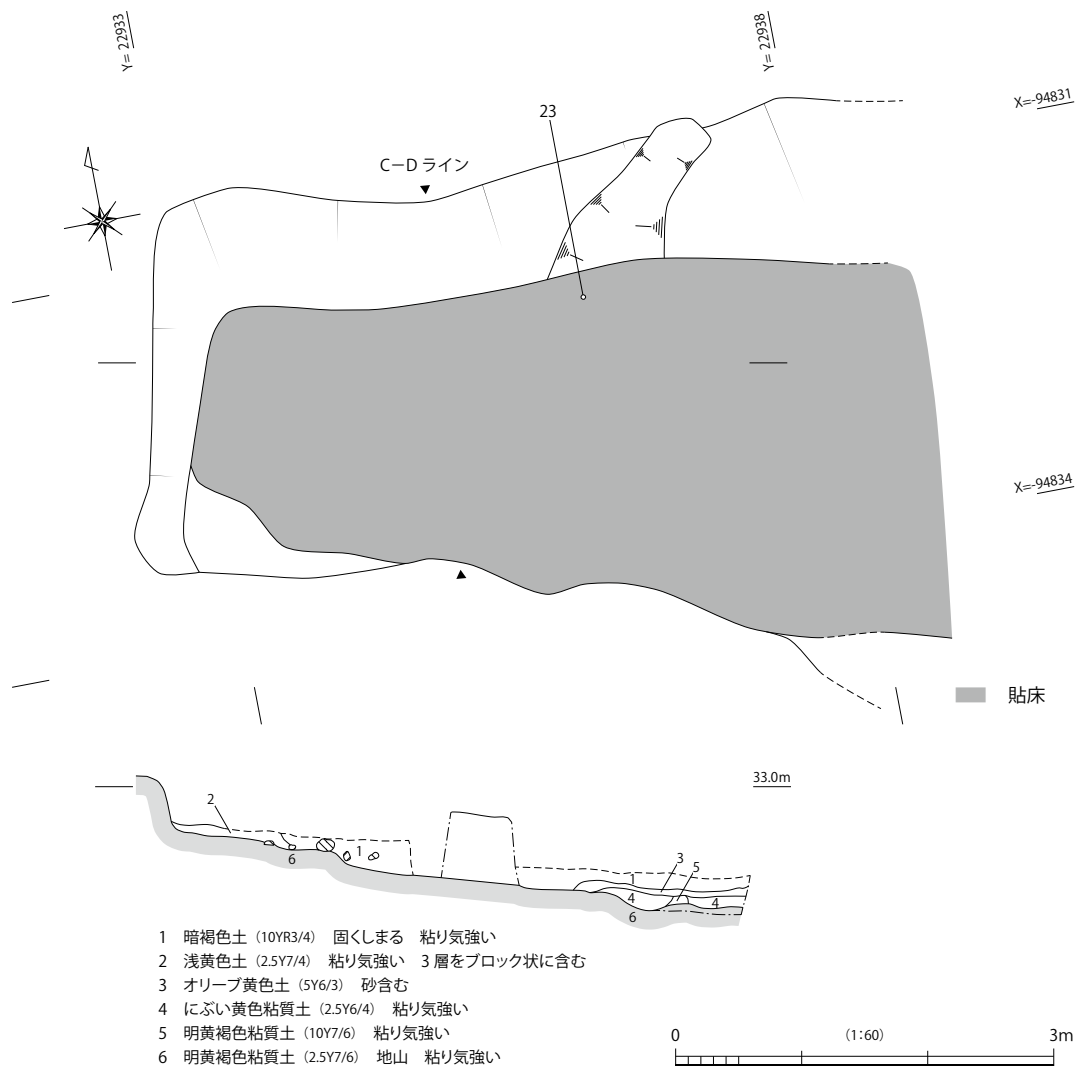 Y= 22933
Y= 22938
X=-94831
23
C－D ライン
X=-94834
貼床
33.0m
2
6
1
3
5
1
4
4
6
1 暗褐色土（10YR3/4） 固くしまる 粘り気強い
2 浅黄色土（2.5Y7/4） 粘り気強い 3 層をブロック状に含む
3 オリーブ黄色土（5Y6/3） 砂含む
4 にぶい黄色粘質土（2.5Y6/4） 粘り気強い
5 明黄褐色粘質土（10Y7/6） 粘り気強い
6 明黄褐色粘質土（2.5Y7/6） 地山 粘り気強い
0 （1:60） 3m